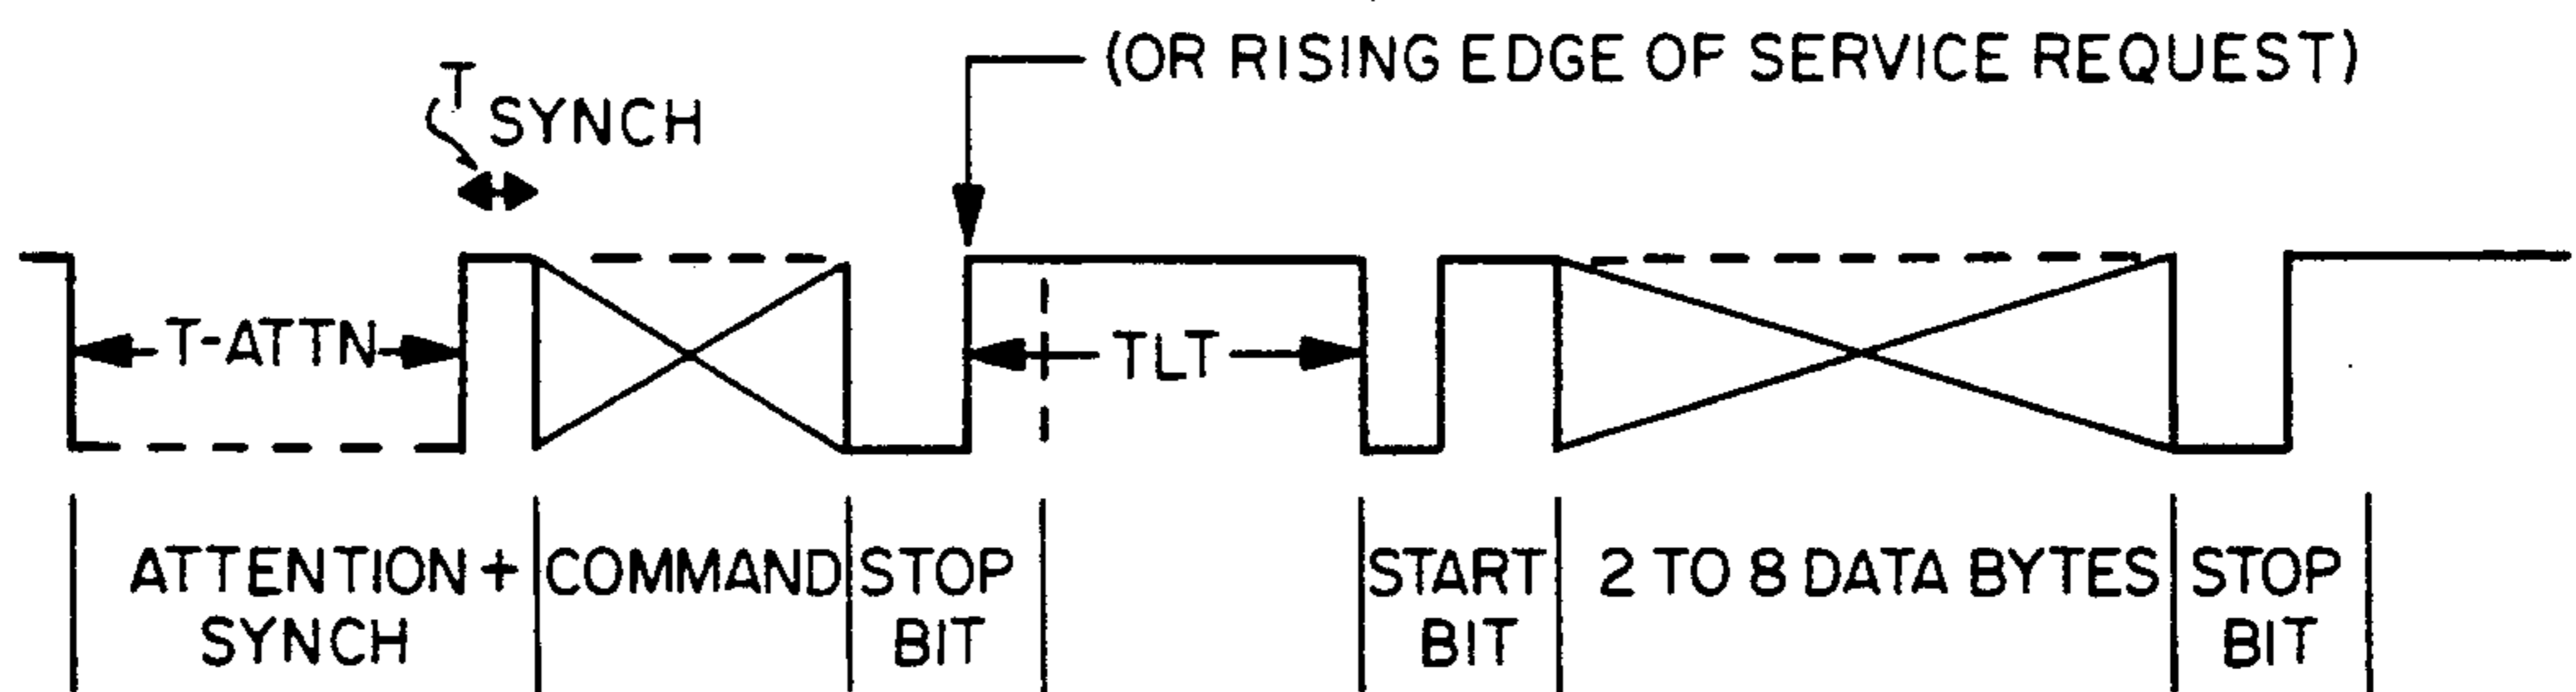 (OR RISING EDGE OF SERVICE REQUEST)
T SYNCH
T-ATTN
TLT
ATTENTION +
SYNCH
COMMAND
STOP
BIT
START
BIT
2 TO 8 DATA BYTES
STOP
BIT